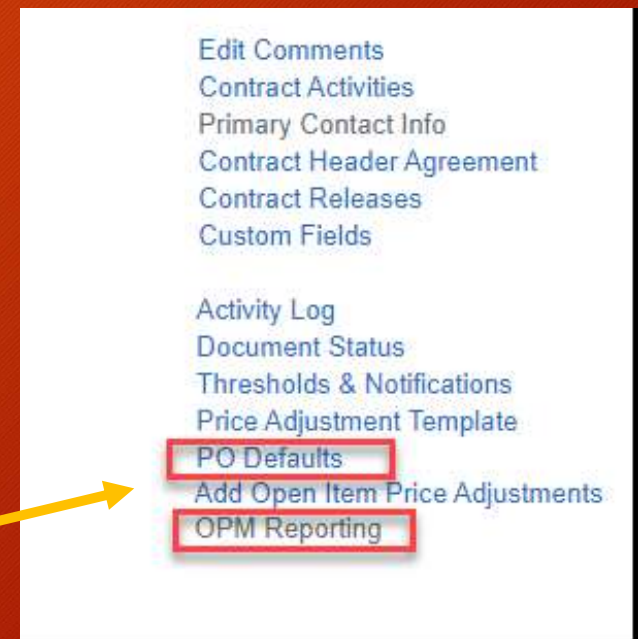 Edit Comments
Contract Activities
Primary Contact Info
Contract Header Agreement
Contract Releases
Custom Fields
Activity Log
Document Status
Thresholds & Notifications
Price Adjustment Template
PO Defaults
Add Open Item Price Adjustments
OPM Reporting